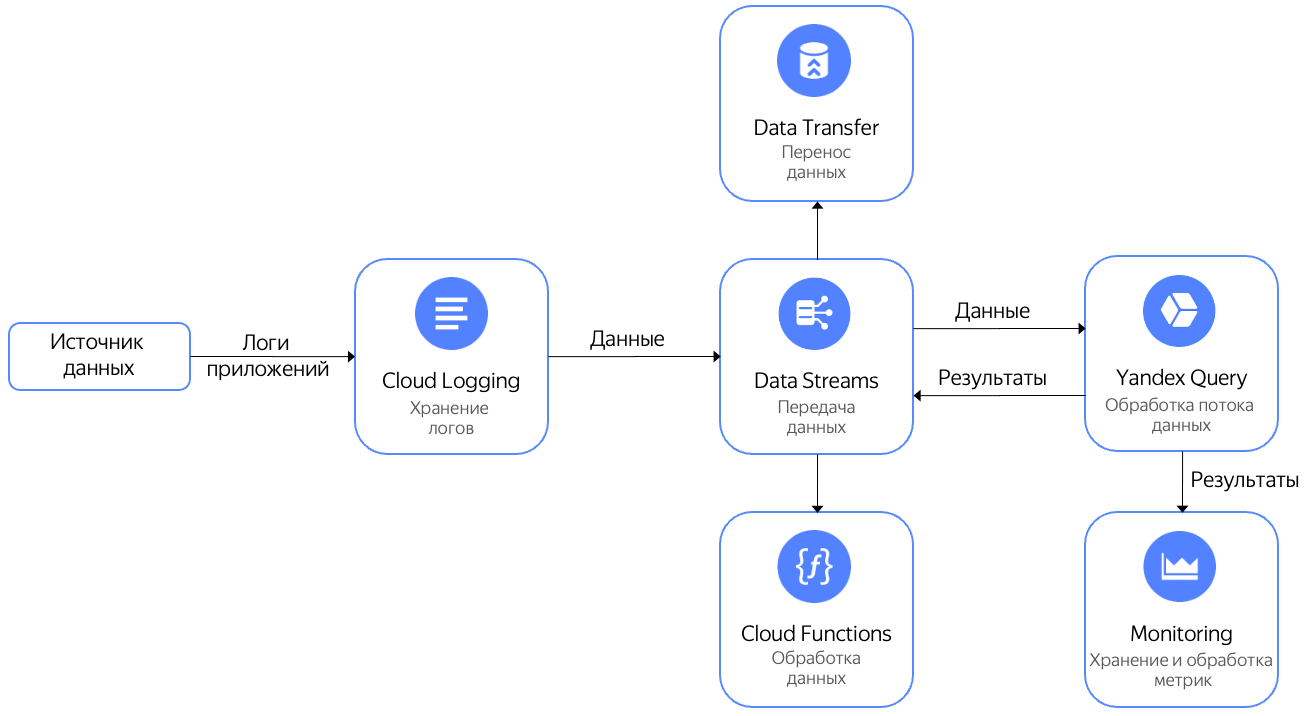 Data Transfer
Перенос
данных
Источник
данных
Логи
приложений
Cloud Logging
Хранение
логов
Данные
Data Streams
Передача
данных
Данные
Результаты
Yandex Query
Обработка потока
данных
Результаты
Cloud Functions
Обработка
данных
Monitoring
Хранение и обработка
метрик